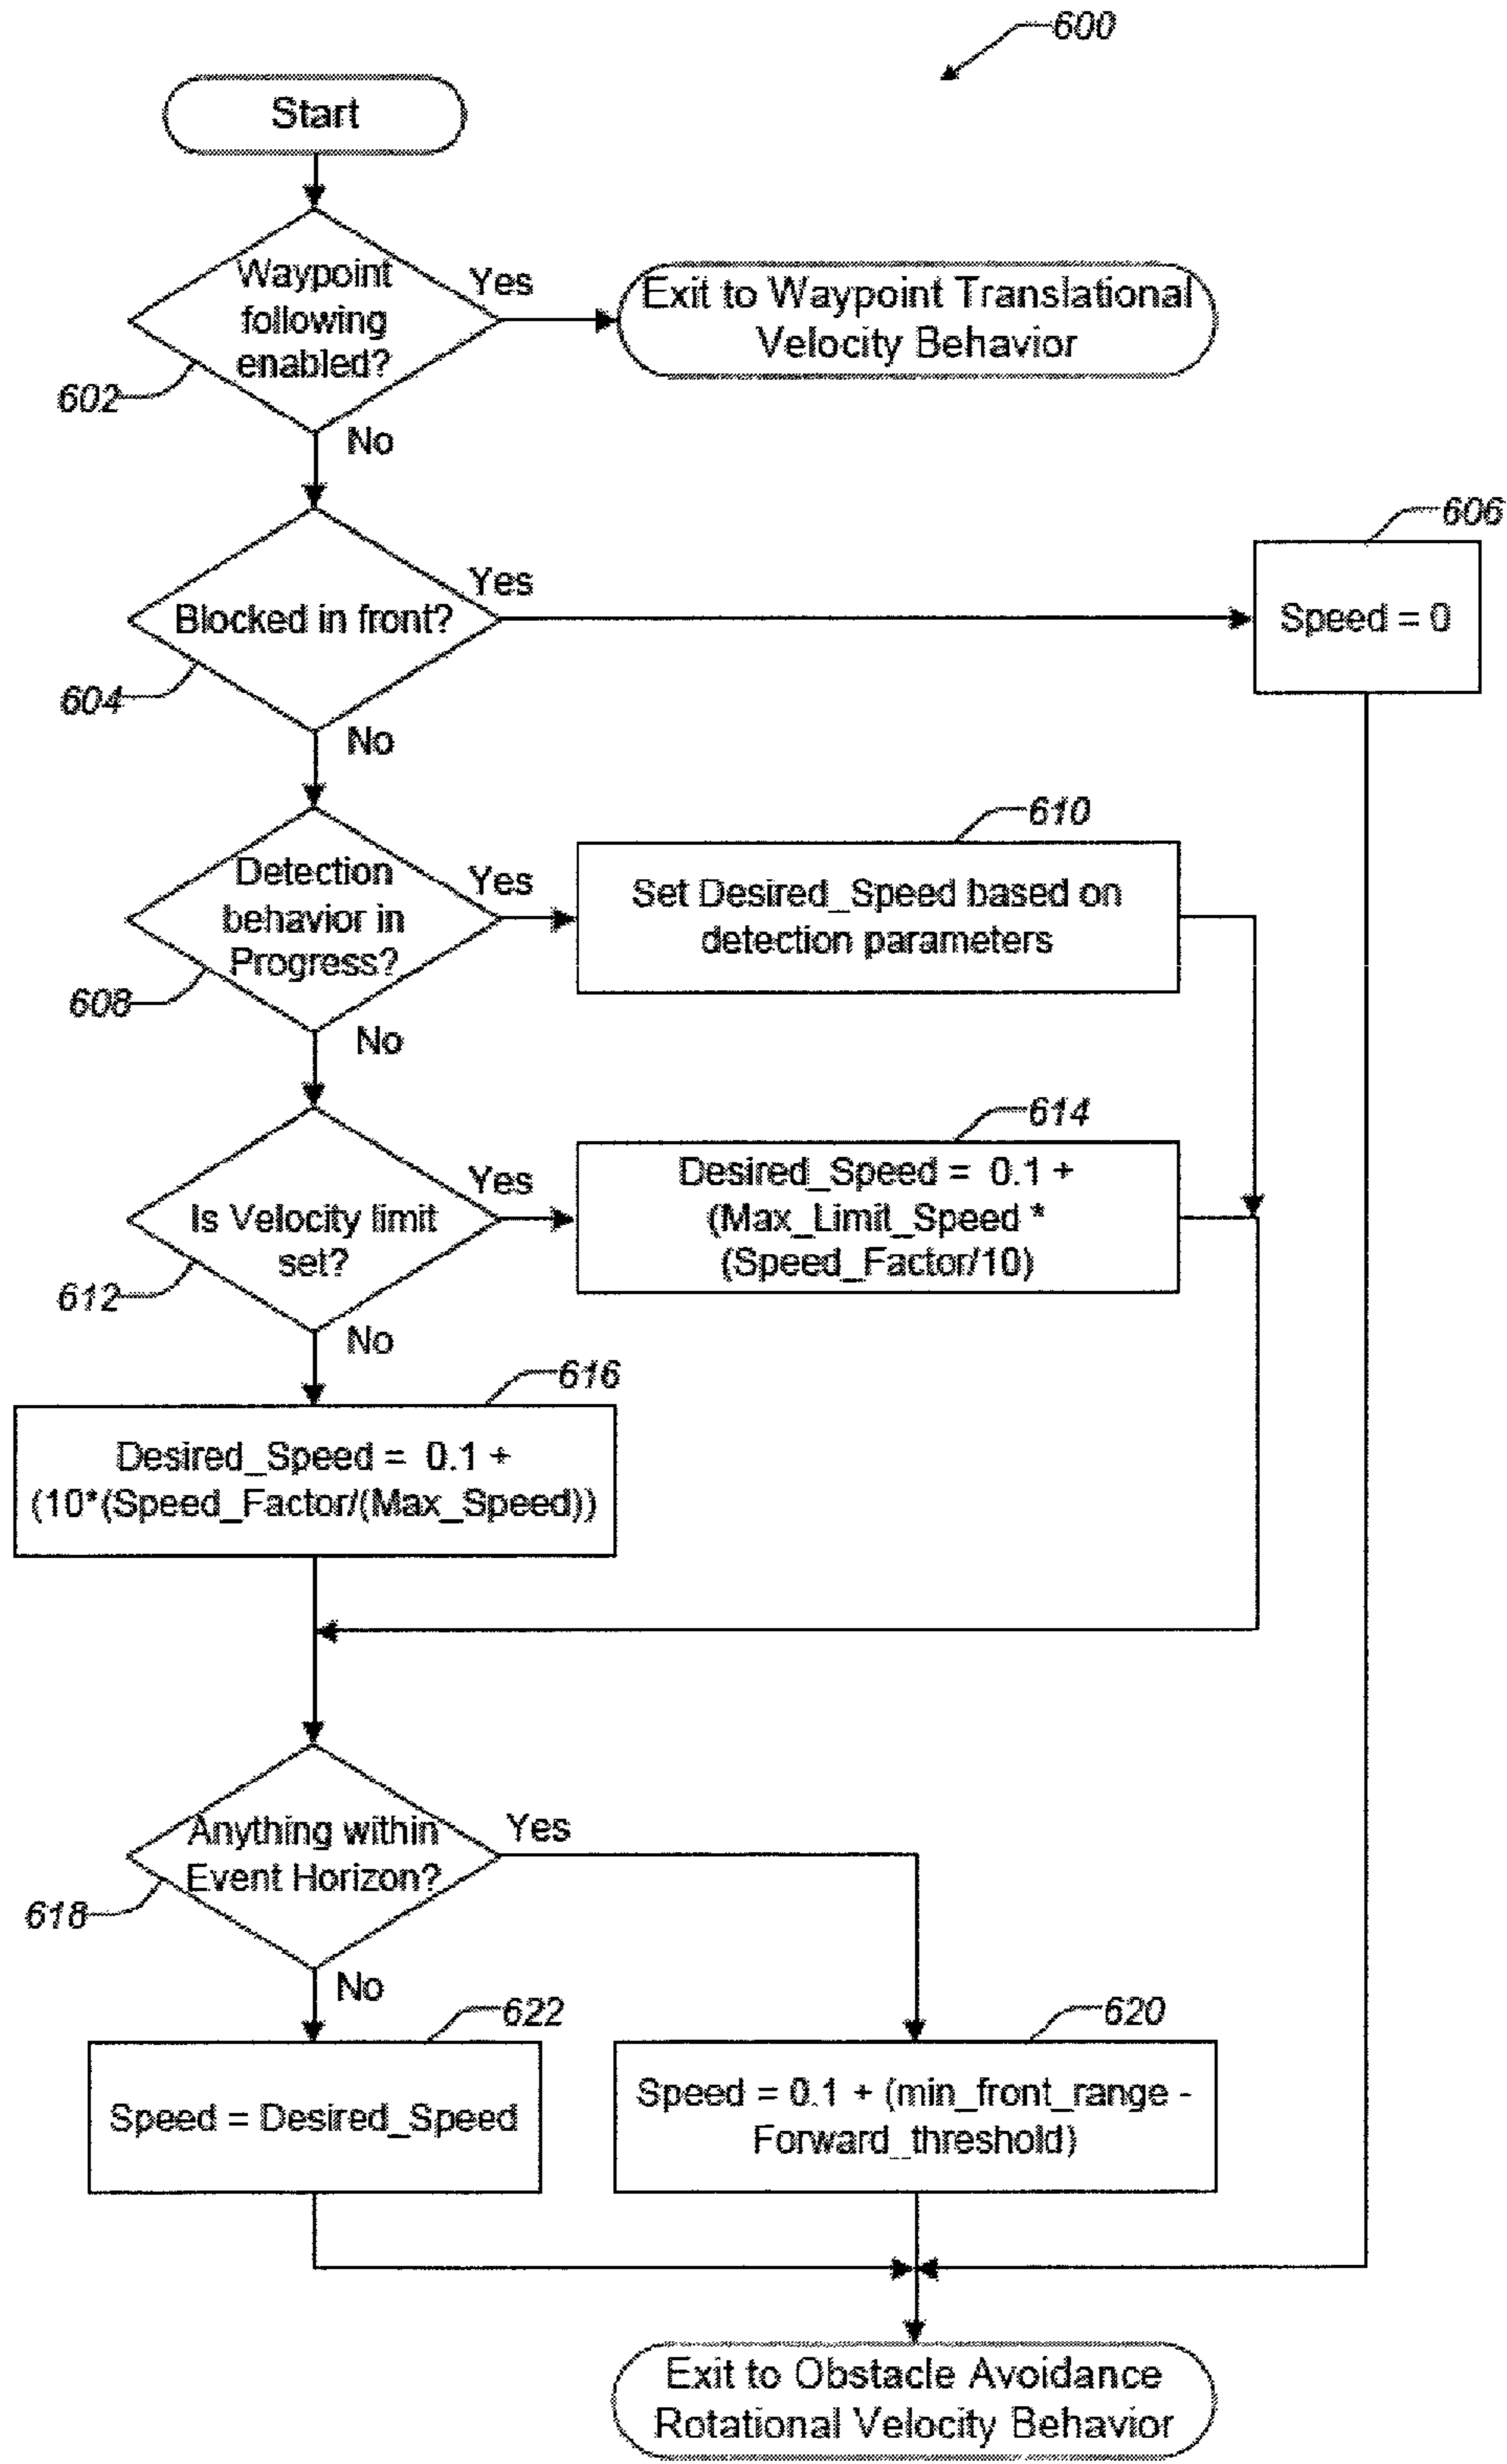 600
Start
Waypoint
following
enabled?
Yes
Exit to Waypoint Translational
Velocity Behavior
602
No
606
Blocked in front?
Yes
Speed = 0
604
No
610
Detection
behavior in
Progress?
Yes
Set Desired_Speed based on
detection parameters
608
No
614
Is Velocity limit
set?
Yes
Desired_Speed = 0.1 +
(Max_Limit_Speed *
(Speed_Factor/10)
612
No
616
Desired_Speed = 0.1 +
(10*(Speed_Factor/(Max_Speed))
Anything within
Event Horizon?
Yes
618
No
622
620
Speed = Desired_Speed
Speed = 0.1 + (min_front_range -
Forward_threshold)
Exit to Obstacle Avoidance
Rotational Velocity Behavior